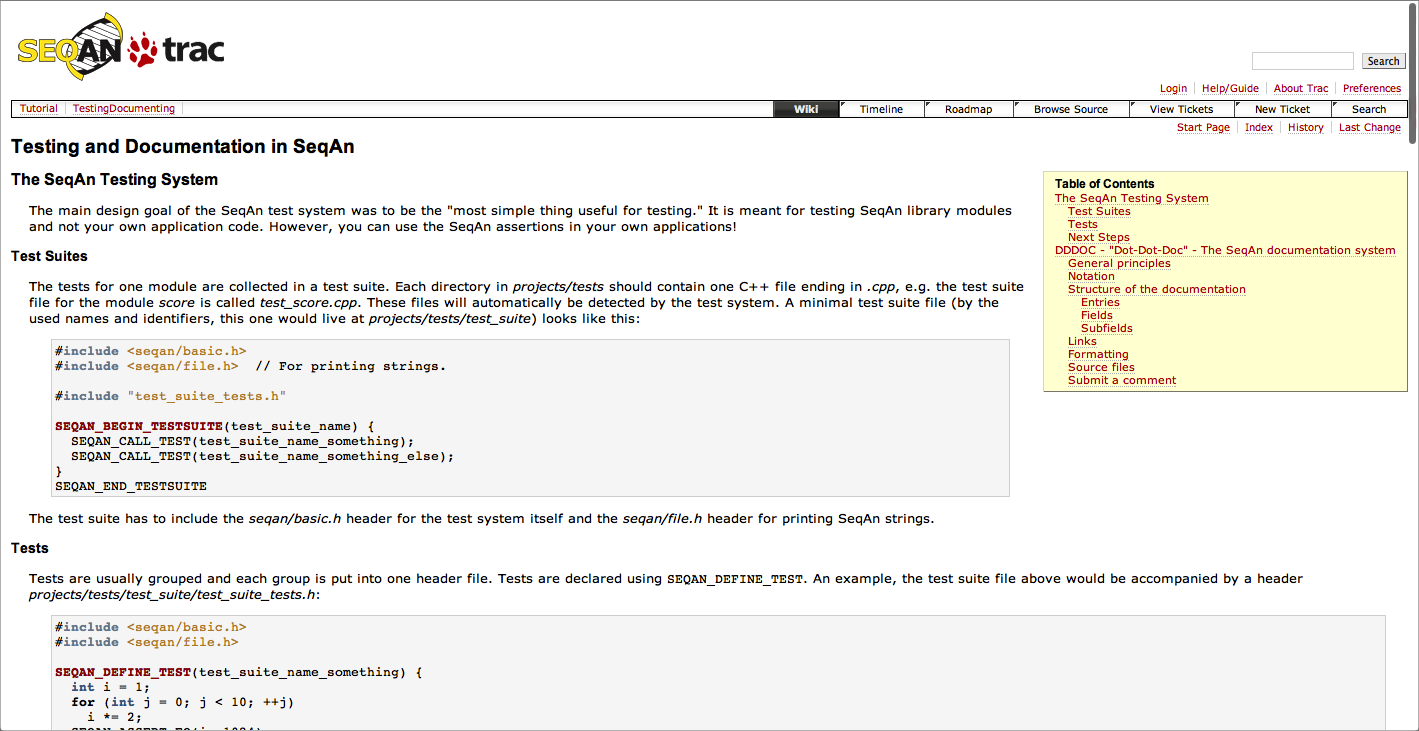 SEQAN trac
Search
Login Help/Guide About Trac Preferences
Tutorial TestingDocumenting Wiki Timeline Roadmap Browse Source View Tickets New Ticket Search
Start Page Index History Last Change
Testing and Documentation in SeqAn
The SeqAn Testing System
The main design goal of the SeqAn test system was to be the "most simple thing useful for testing." It is meant for testing SeqAn library modules
and not your own application code. However, you can use the SeqAn assertions in your own applications!
Test Suites
The tests for one module are collected in a test suite. Each directory in projects/tests should contain one C++ file ending in .cpp, e.g. the test suite
file for the module score is called test_score.cpp. These files will automatically be detected by the test system. A minimal test suite file (by the
used names and identifiers, this one would live at projects/tests/test_suite) looks like this:
#include <seqan/basic.h>
#include <seqan/file.h>  // For printing strings.
#include "test_suite_tests.h"
SEQAN_BEGIN_TESTSUITE(test_suite_name) {
SEQAN_CALL_TEST(test_suite_name_something);
SEQAN_CALL_TEST(test_suite_name_something_else);
}
SEQAN_END_TESTSUITE
The test suite has to include the seqan/basic.h header for the test system itself and the seqan/file.h header for printing SeqAn strings.
Table of Contents
The SeqAn Testing System
Test Suites
Tests
Next Steps
DDDOC - "Dot-Dot-Doc" - The SeqAn documentation system
General principles
Notation
Structure of the documentation
Entries
Fields
Subfields
Links
Formatting
Source files
Submit a comment
Tests
Tests are usually grouped and each group is put into one header file. Tests are declared using SEQAN_DEFINE_TEST. An example, the test suite file above would be accompanied by a header
projects/tests/test_suite/test_suite_tests.h:
#include <seqan/basic.h>
#include <seqan/file.h>
SEQAN_DEFINE_TEST(test_suite_name_something) {
int i = 1;
for (int j = 0; j < 10; ++j)
i *= 2;